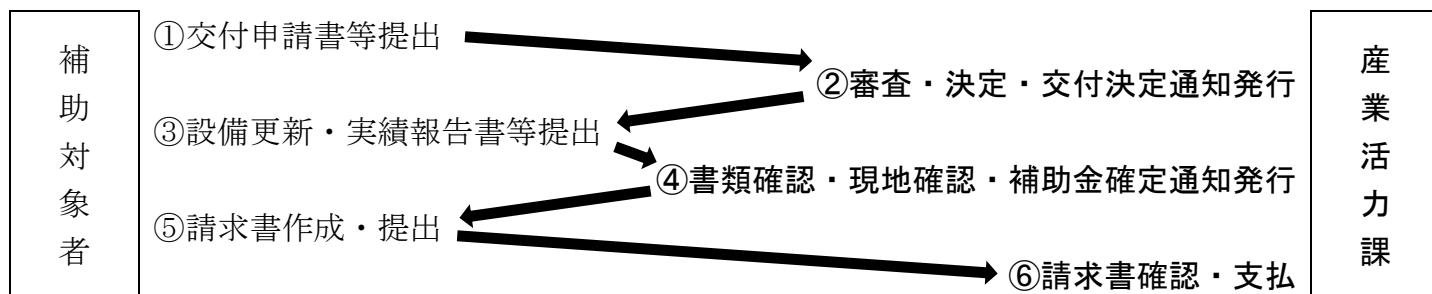 補助対象者
①交付申請書等提出
②審査・決定・交付決定通知発行
③設備更新・実績報告書等提出
④書類確認・現地確認・補助金確定通知発行
⑤請求書作成・提出
⑥請求書確認・支払
産業活力課